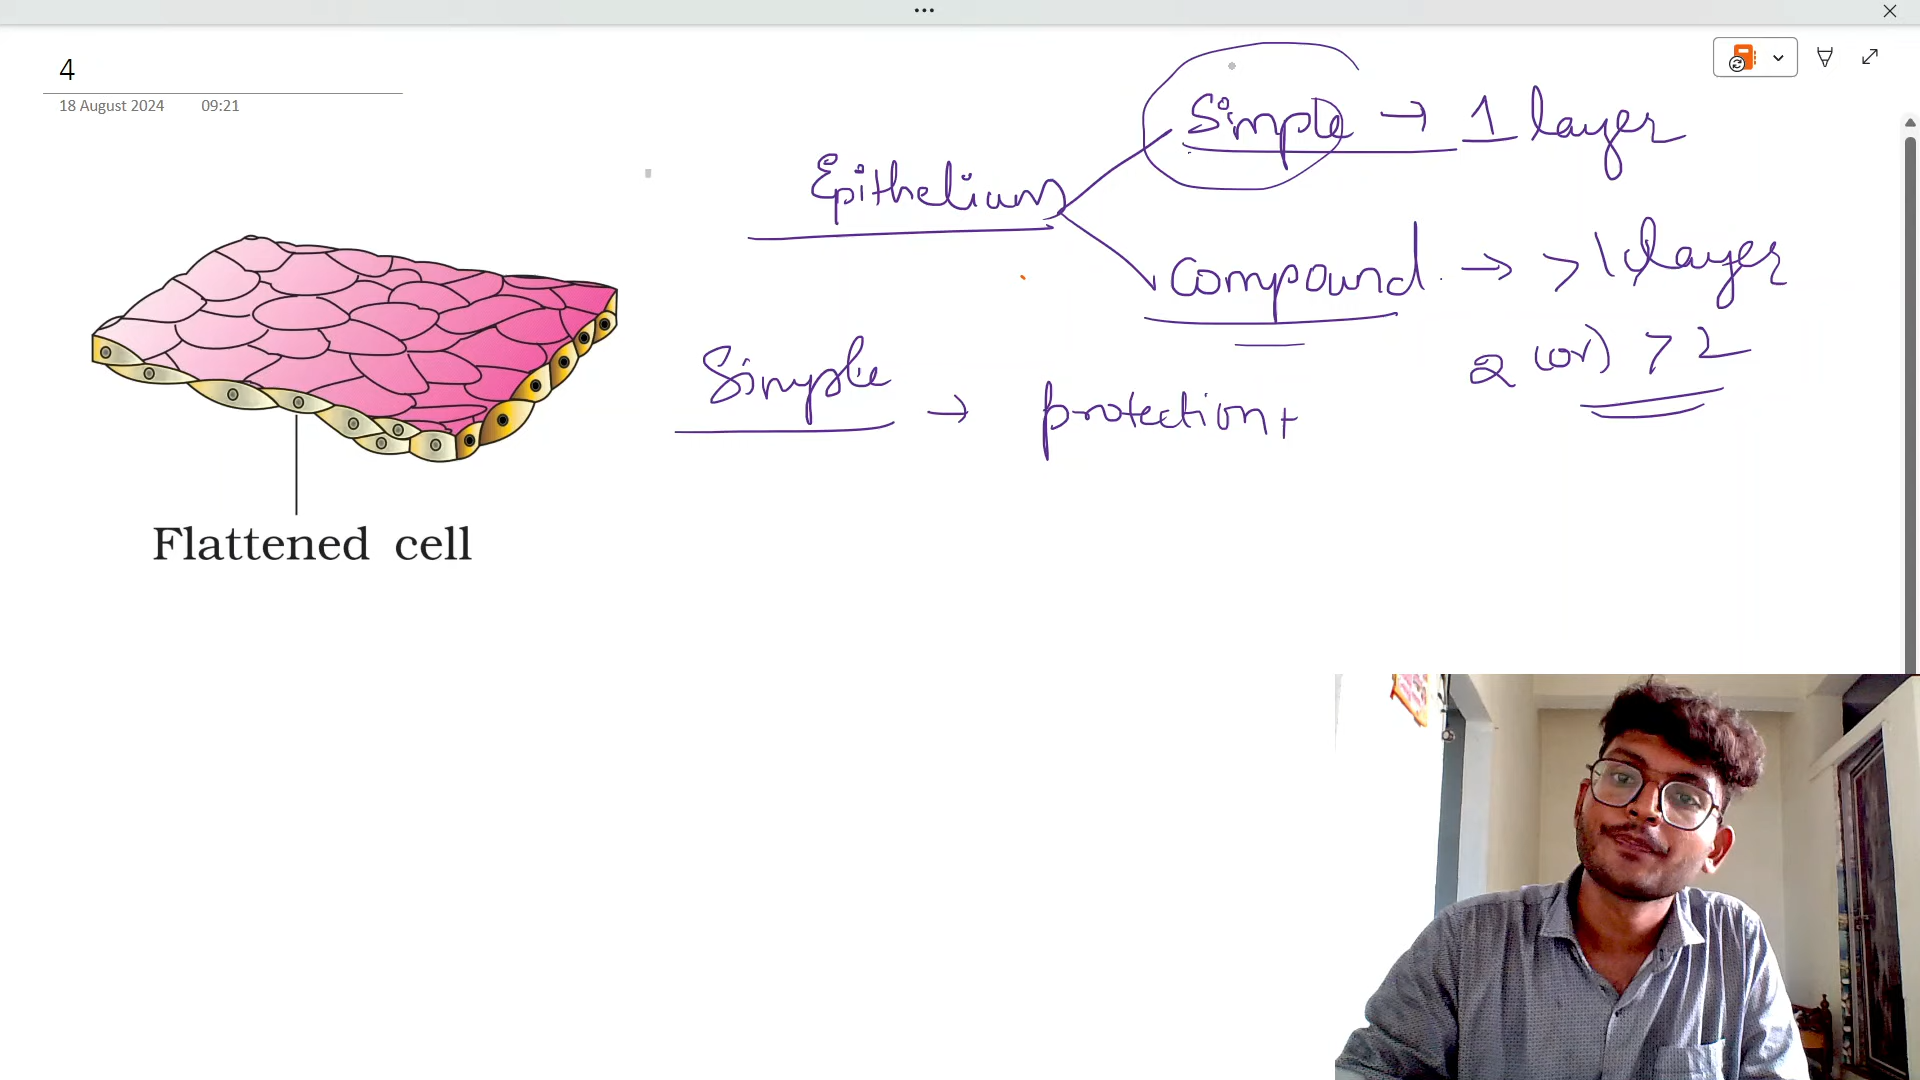 4
18 August 2024 09:21
Epithelium
Simple → 1 layer
Compound → > 1 layer
2 (or) > 2
Simple → protection +
Flattened cell